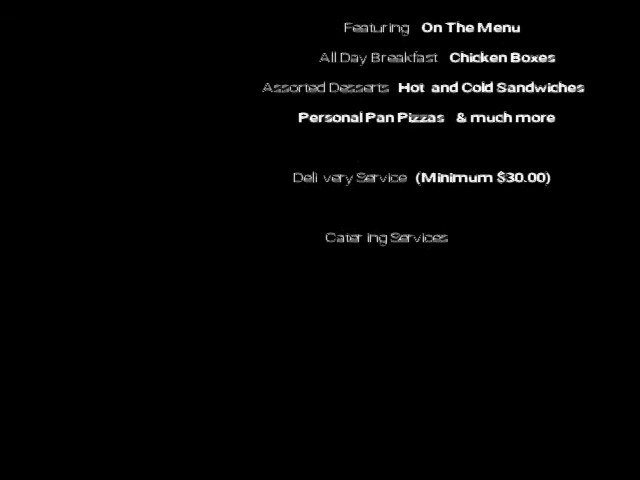 Featuring On The Menu
All Day Breakfast Chicken Boxes
Assorted Desserts Hot and Cold Sandwiches
Personal Pan Pizzas & much more
Delivery Service (Minimum $30.00)
Catering Services